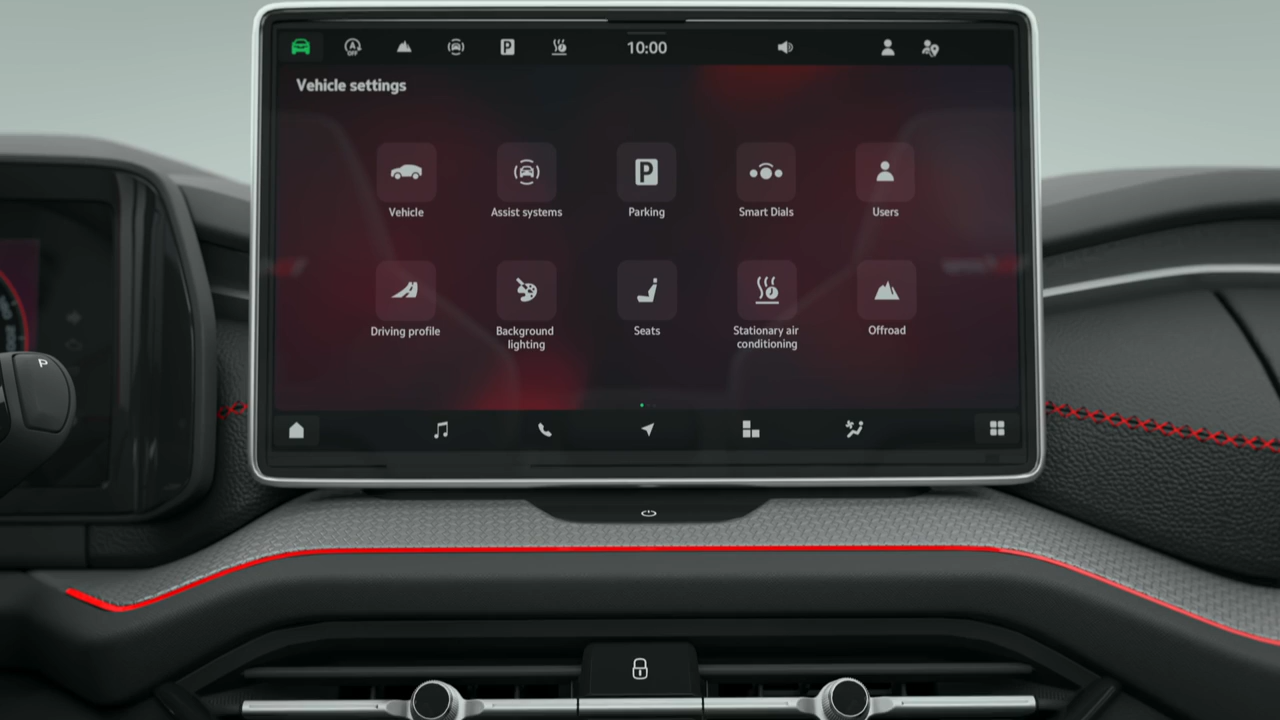 A
OFF
P
10:00
Vehicle settings
P
Vehicle
Assist systems
Parking
Smart Dials
Users
Driving profile
Background
lighting
Seats
Stationary air
conditioning
Offroad
P